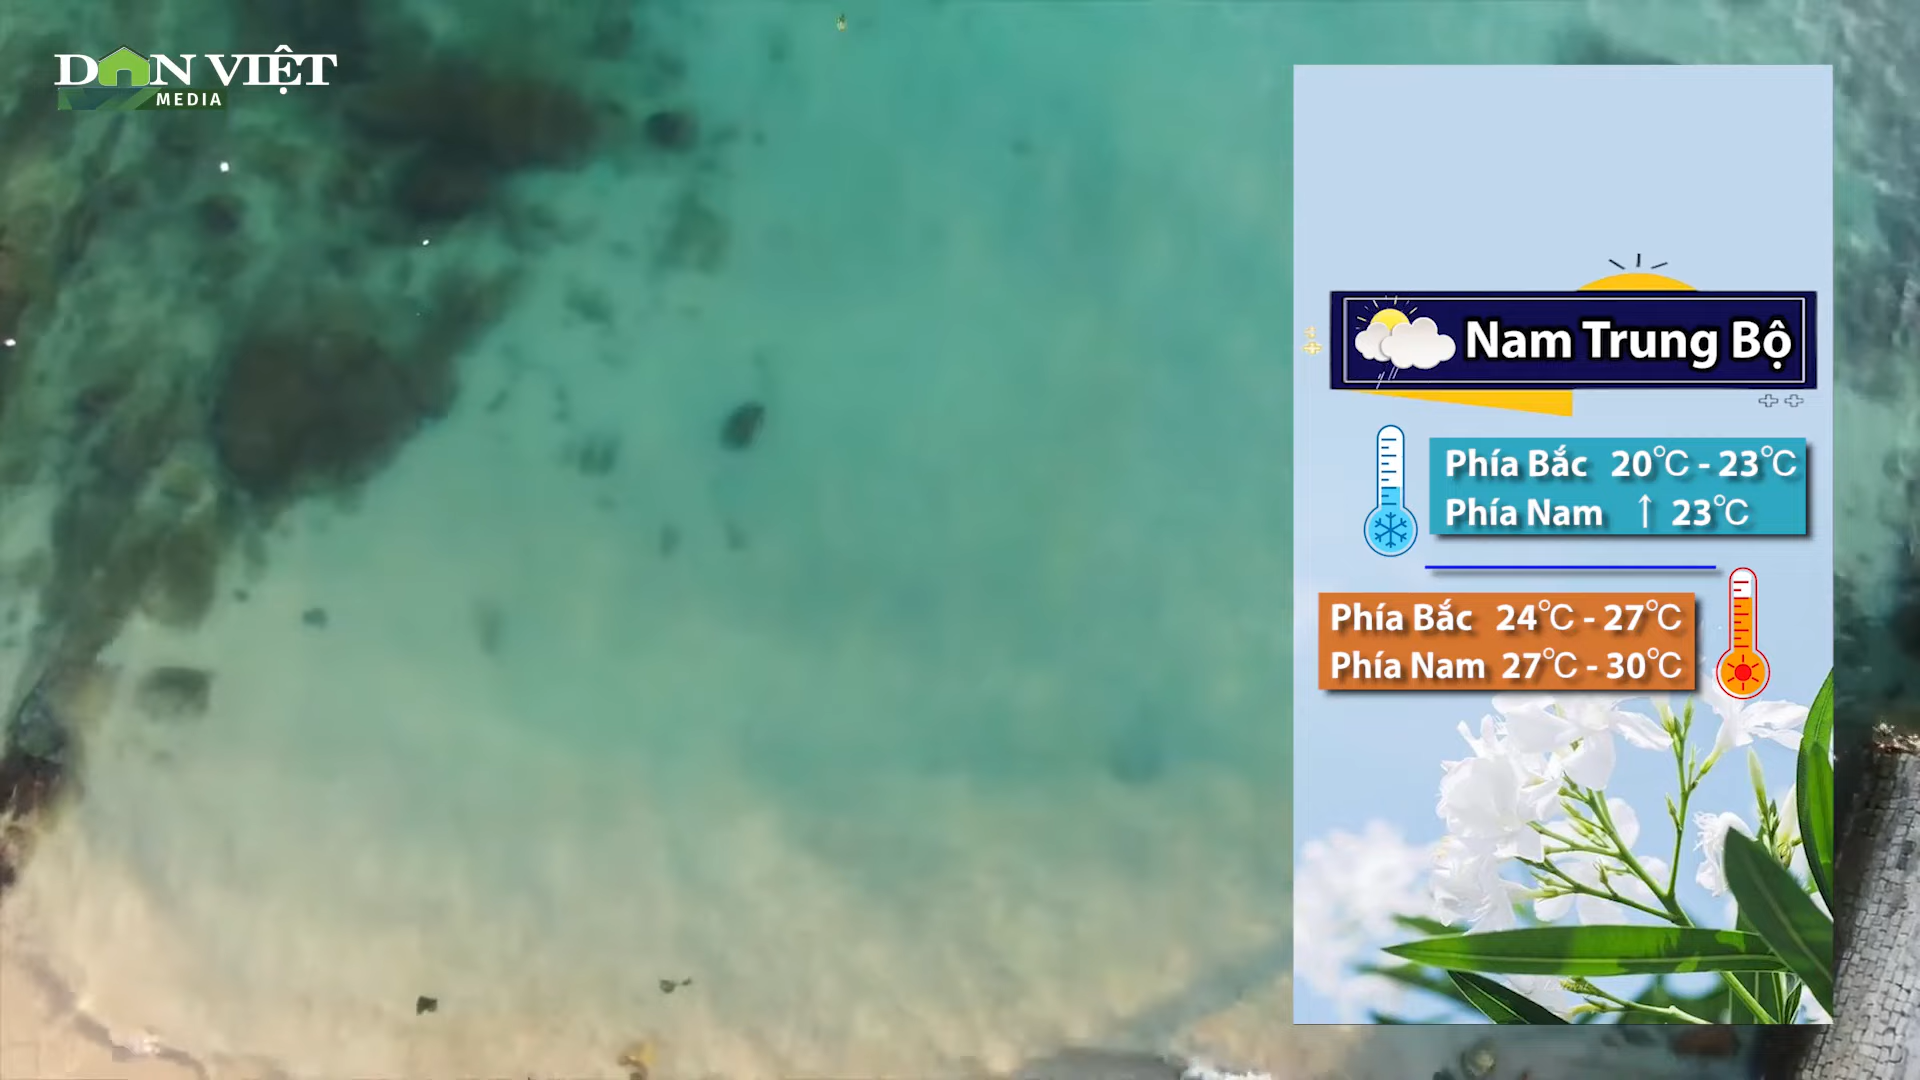 DÂN VIỆT
MEDIA
Nam Trung Bộ
Phía Bắc 20°C - 23°C
Phía Nam ↑ 23°C
Phía Bắc 24°C - 27°C
Phía Nam 27°C - 30°C